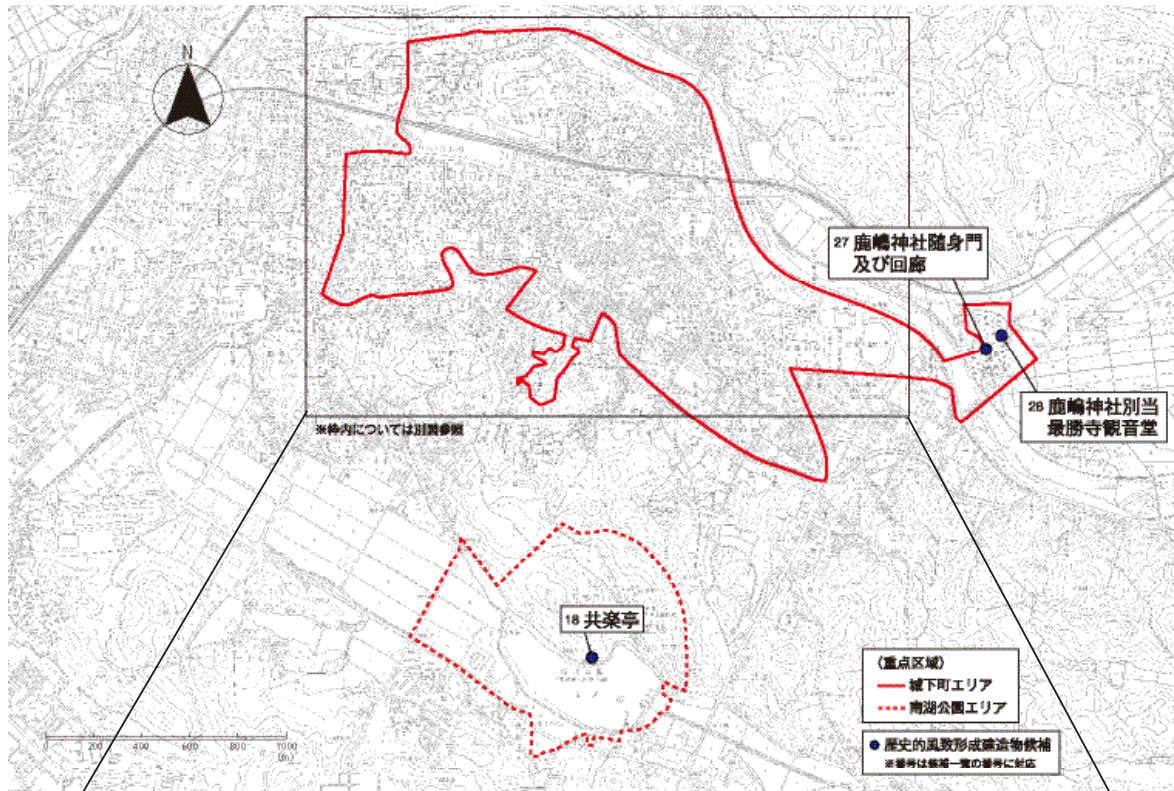 N
27 鹿嶋神社随身門
及び回廊
28 鹿嶋神社別当
最勝寺観音堂
※枠内については別図参照
18 共楽亭
(重点区域)
城下町エリア
南湖公園エリア
歴史的風致形成建造物候補
※番号は候補一覧の番号に対応
0 200 400 600 800 1000
(m)